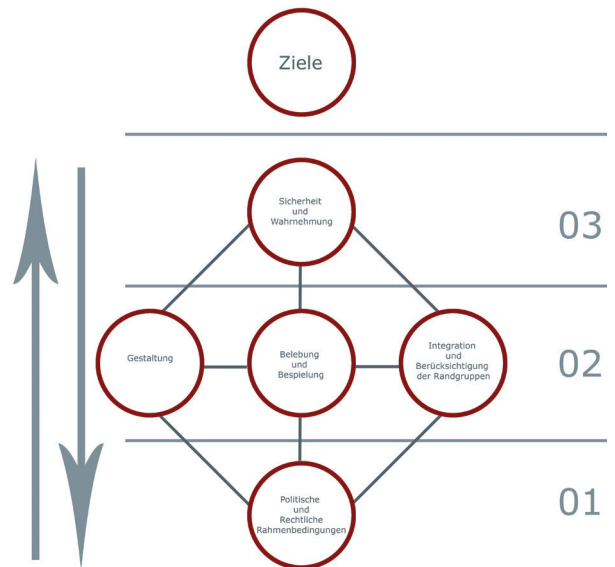 Ziele
Sicherheit
und
Wahrnehmung
03
Gestaltung
Belebung
und
Bespielung
Integration
und
Berücksichtigung
der Randgruppen
02
Politische
und
Rechtliche
Rahmenbedingungen
01